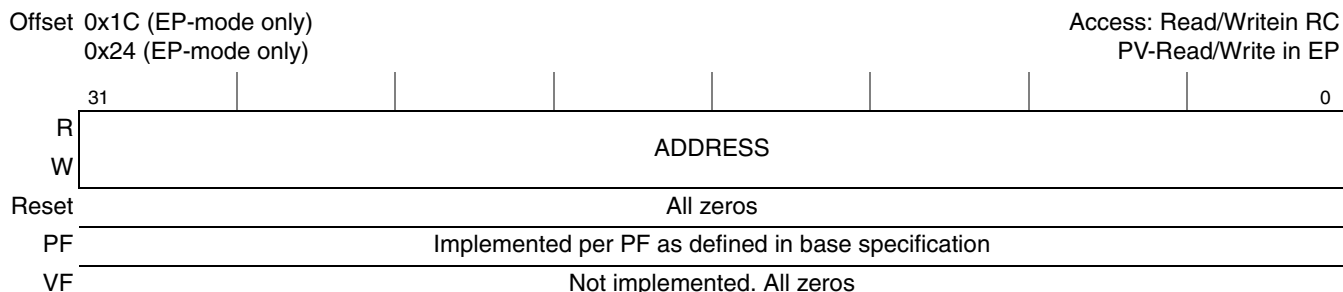 Offset 0x1C (EP-mode only) Access: Read/Writein RC
0x24 (EP-mode only) PV-Read/Write in EP
31 0
R
ADDRESS
W
Reset All zeros
PF Implemented per PF as defined in base specification
VF Not implemented. All zeros